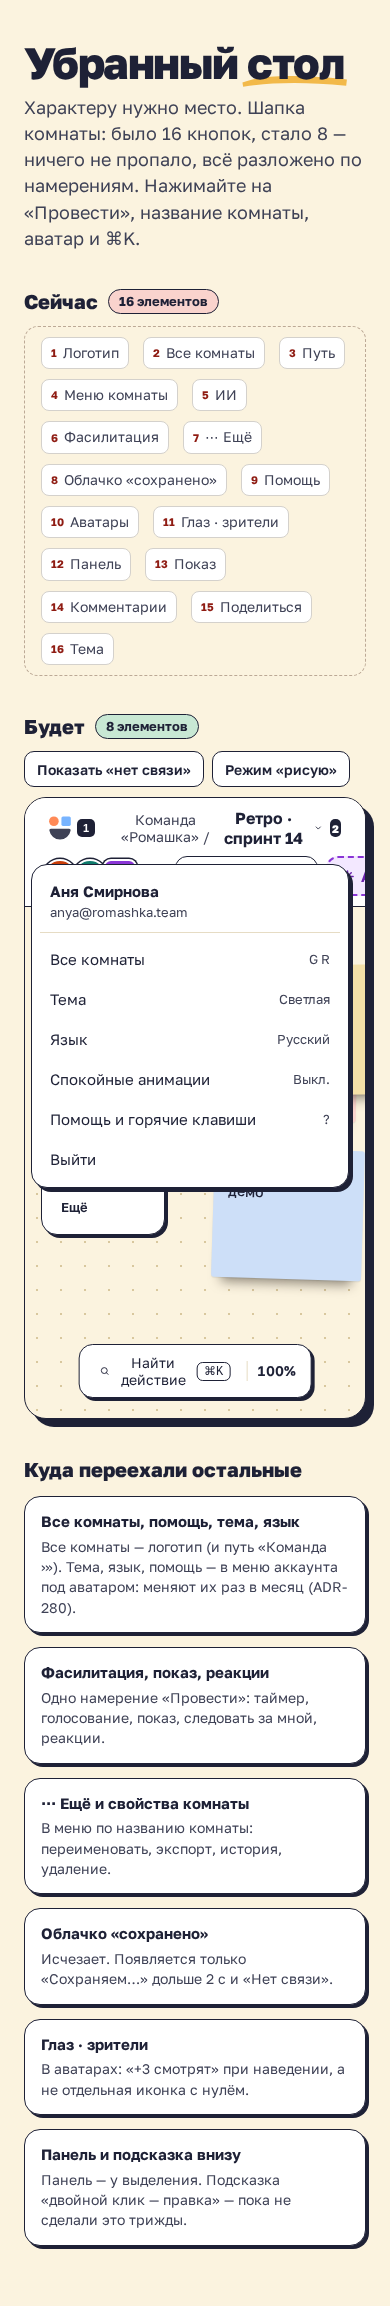 Убранный стол
Характеру нужно место. Шапка
комнаты: было 16 кнопок, стало 8 —
ничего не пропало, всё разложено по
намерениям. Нажимайте на
«Провести», название комнаты,
аватар и ⌘K.
Сейчас 16 элементов
1 Логотип 2 Все комнаты 3 Путь
4 Меню комнаты 5 ИИ
6 Фасилитация 7 ··· Ещё
8 Облачко «сохранено» 9 Помощь
10 Аватары 11 Глаз · зрители
12 Панель 13 Показ
14 Комментарии 15 Поделиться
16 Тема
Будет 8 элементов
Показать «нет связи» Режим «рисую»
1 Команда «Ромашка» / Ретро · спринт 14 2
Аня Смирнова
anya@romashka.team
Все комнаты G R
Тема Светлая
Язык Русский
Спокойные анимации Выкл.
Помощь и горячие клавиши ?
Выйти
демо
Ещё
Найти действие ⌘K 100%
Куда переехали остальные
Все комнаты, помощь, тема, язык
Все комнаты — логотип (и путь «Команда
›»). Тема, язык, помощь — в меню аккаунта
под аватаром: меняют их раз в месяц (ADR-
280).
Фасилитация, показ, реакции
Одно намерение «Провести»: таймер,
голосование, показ, следовать за мной,
реакции.
··· Ещё и свойства комнаты
В меню по названию комнаты:
переименовать, экспорт, история,
удаление.
Облачко «сохранено»
Исчезает. Появляется только
«Сохраняем…» дольше 2 с и «Нет связи».
Глаз · зрители
В аватарах: «+3 смотрят» при наведении, а
не отдельная иконка с нулём.
Панель и подсказка внизу
Панель — у выделения. Подсказка
«двойной клик — правка» — пока не
сделали это трижды.